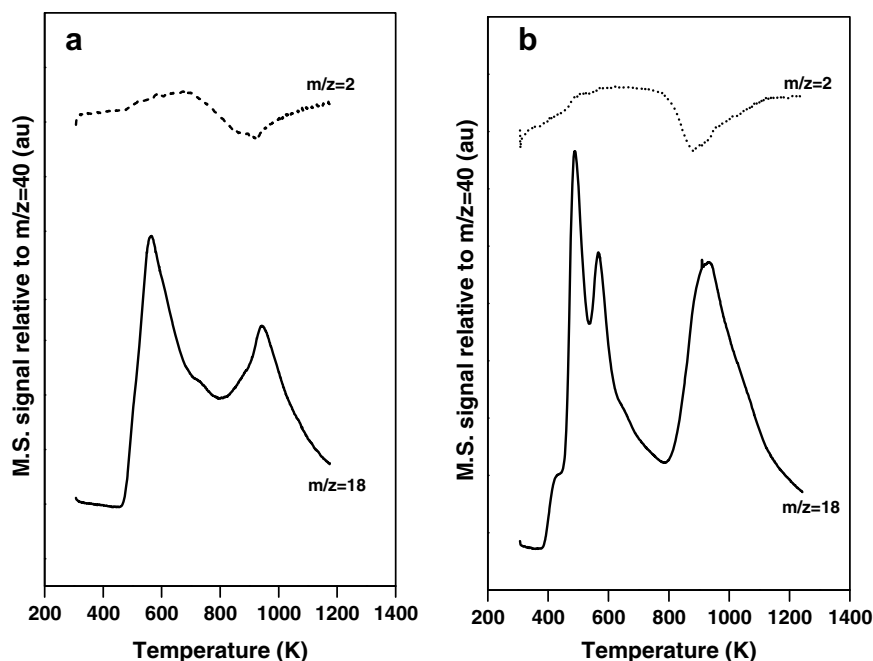 a
m/z=2
M.S. signal relative to m/z=40 (au)
m/z=18
200 400 600 800 1000 1200 1400
Temperature (K)
b
m/z=2
M.S. signal relative to m/z=40 (au)
m/z=18
200 400 600 800 1000 1200 1400
Temperature (K)